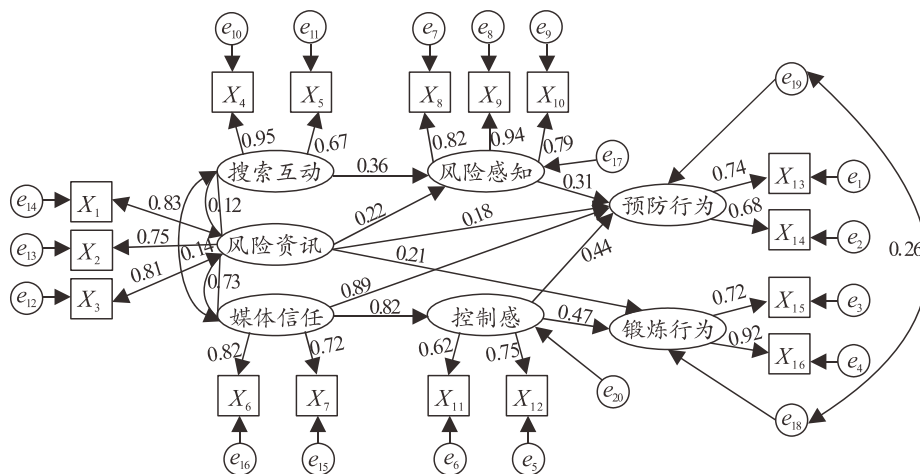 e10 e11 e7 e8 e9
X4 X5 X8 X9 X10
e19
0.95 0.67 0.82 0.94 0.79
e17
搜索互动 0.36 风险感知
0.74 X13 e1
e14 X1 0.83 0.12 0.31
预防行为
0.22 0.18 0.68 X14 e2
e13 X2 0.75 0.14 风险资讯
0.21 0.44 0.26
e12 X3 0.81 0.73 0.89
媒体信任 0.82 控制感 0.47 锻炼行为
0.72 X15 e3
0.92 X16 e4
0.82 0.72 0.62 0.75
X6 X7 X11 X12 e20
e18
e16 e15 e6 e5